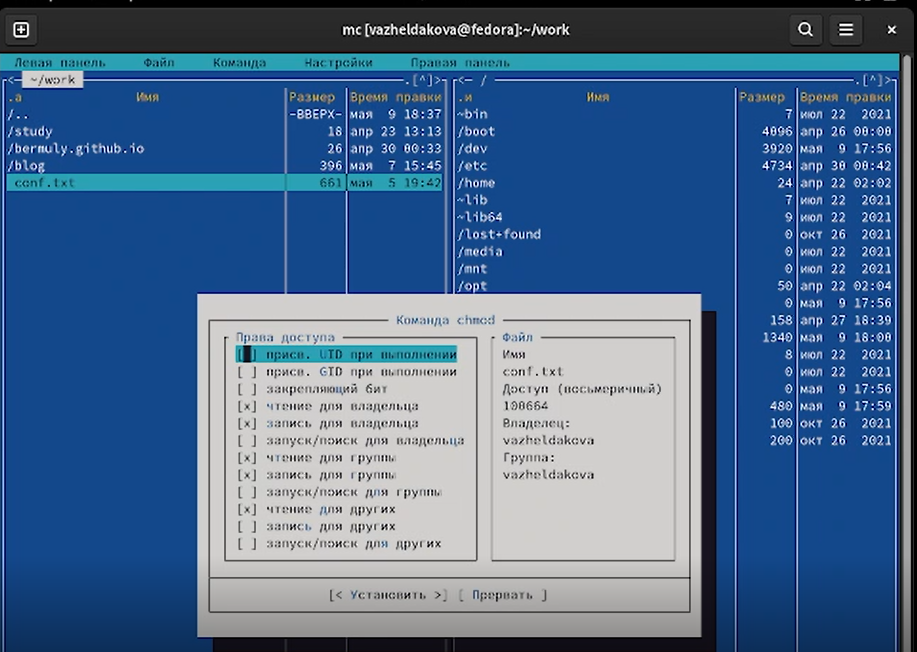 mc [vazheldakova@fedora]:~/work
Левая панель Файл Команда Настройки Правая панель
<— ~/work .[^]>
.а Имя Размер Время правки
/.. -ВВЕРХ- мая 9 18:37
/study 18 апр 23 13:13
/bermuly.github.io 26 апр 30 00:33
/blog 396 мая 7 15:45
conf.txt 661 мая 5 19:42
<— / .[^]>
.и Имя Размер Время правки
~bin 7 июл 22 2021
/boot 4096 апр 26 00:00
/dev 3920 мая 9 17:56
/etc 4734 апр 30 00:42
/home 24 апр 22 02:02
~lib 7 июл 22 2021
~lib64 9 июл 22 2021
/lost+found 0 окт 26 2021
/media 0 июл 22 2021
/mnt 0 июл 22 2021
/opt 50 апр 22 02:04
0 мая 9 17:56
158 апр 27 18:39
1340 мая 9 18:00
8 июл 22 2021
0 июл 22 2021
0 мая 9 17:56
480 мая 9 17:59
100 окт 26 2021
200 окт 26 2021
Команда chmod
Права доступа
[ ] присв. UID при выполнении
[ ] присв. GID при выполнении
[ ] закрепляющий бит
[x] чтение для владельца
[x] запись для владельца
[ ] запуск/поиск для владельца
[x] чтение для группы
[x] запись для группы
[ ] запуск/поиск для группы
[x] чтение для других
[ ] запись для других
[ ] запуск/поиск для других
Файл
Имя
conf.txt
Доступ (восьмеричный)
100664
Владелец:
vazheldakova
Группа:
vazheldakova
[< Установить >] [ Прервать ]